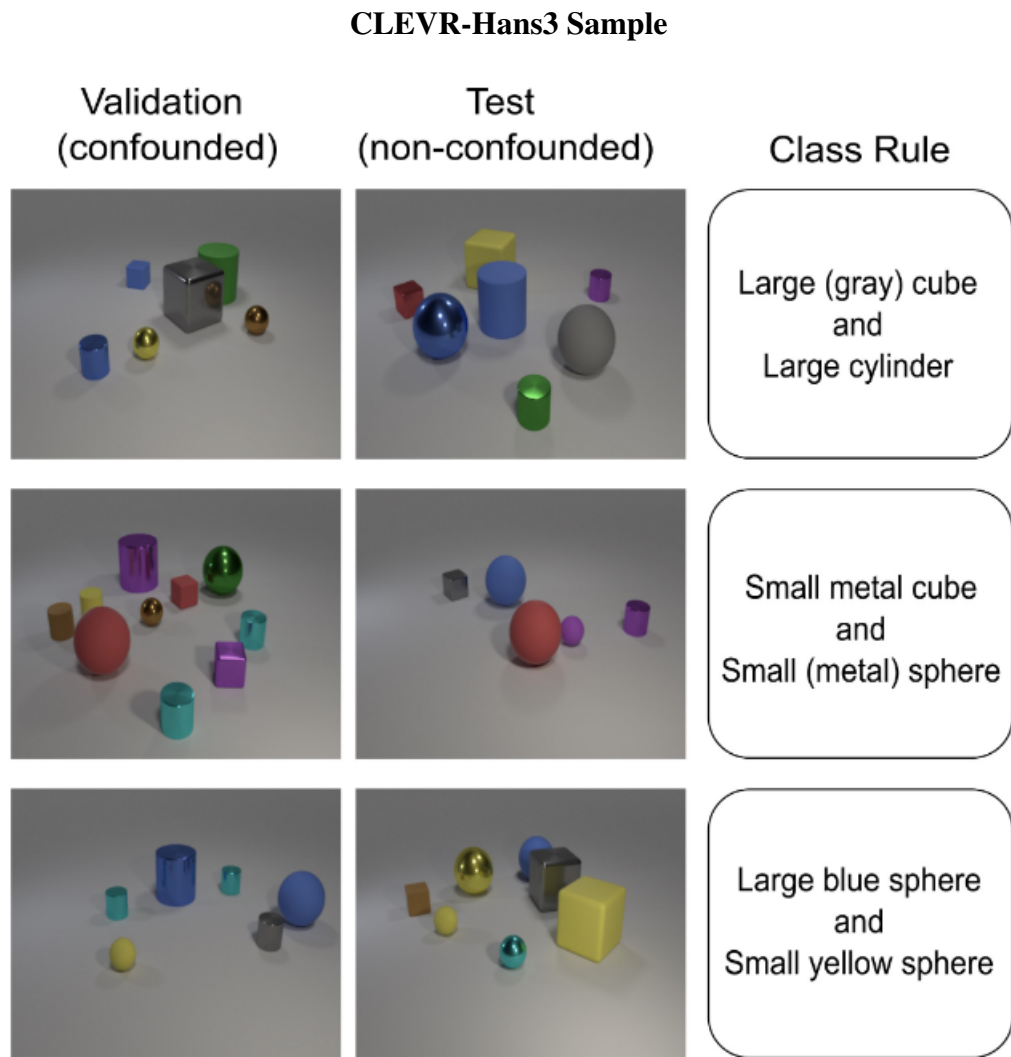 CLEVR-Hans3 Sample
Validation
(confounded)
Test
(non-confounded)
Class Rule
Large (gray) cube
and
Large cylinder
Small metal cube
and
Small (metal) sphere
Large blue sphere
and
Small yellow sphere